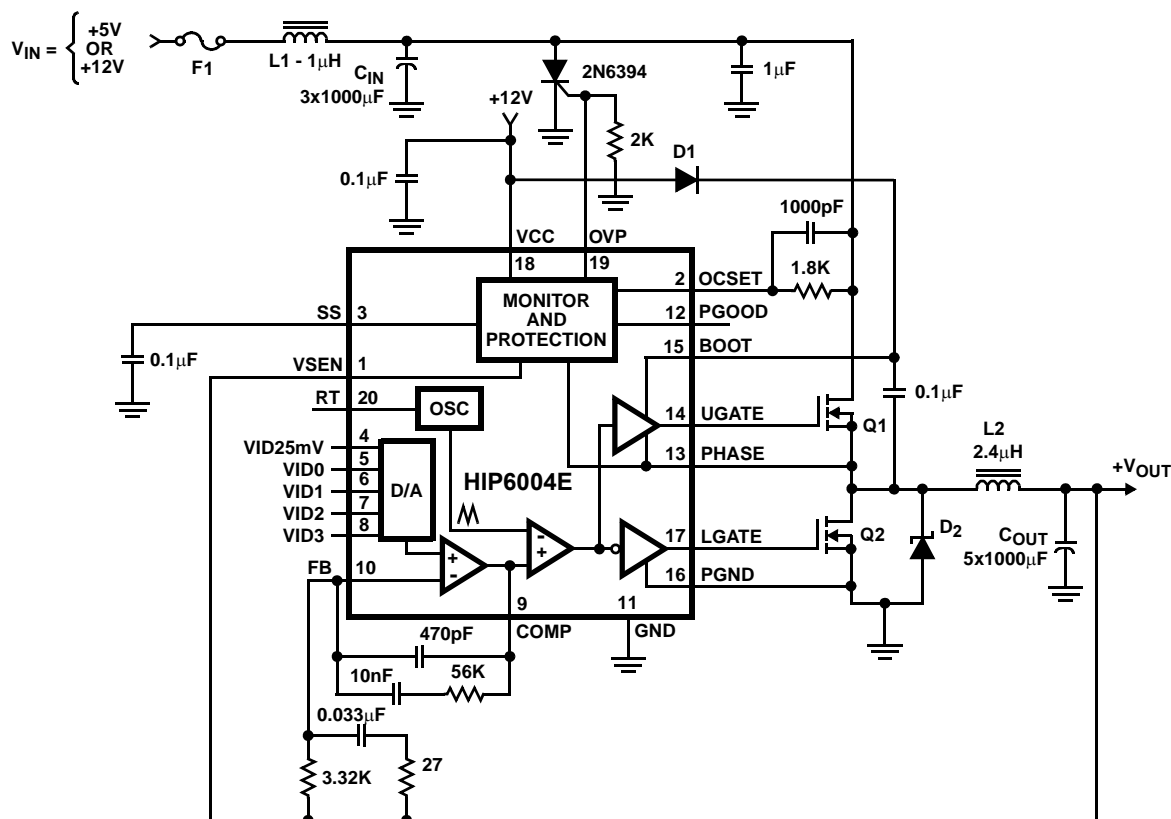 V_IN = { +5V
OR
+12V
F1
L1 - 1μH
C_IN
3x1000μF
2N6394
1μF
+12V
2K
D1
0.1μF
1000pF
VCC
OVP
18
19
2
OCSET
1.8K
MONITOR
AND
PROTECTION
SS
3
12
PGOOD
15
BOOT
0.1μF
VSEN
1
0.1μF
RT
20
OSC
14
UGATE
Q1
L2
2.4μH
VID25mV
4
VID0
5
VID1
6
VID2
7
VID3
8
D/A
HIP6004E
13
PHASE
+V_OUT
17
LGATE
Q2
D2
C_OUT
5x1000μF
-
+
+
-
FB
10
16
PGND
9
11
COMP
GND
470pF
10nF
56K
0.033μF
3.32K
27